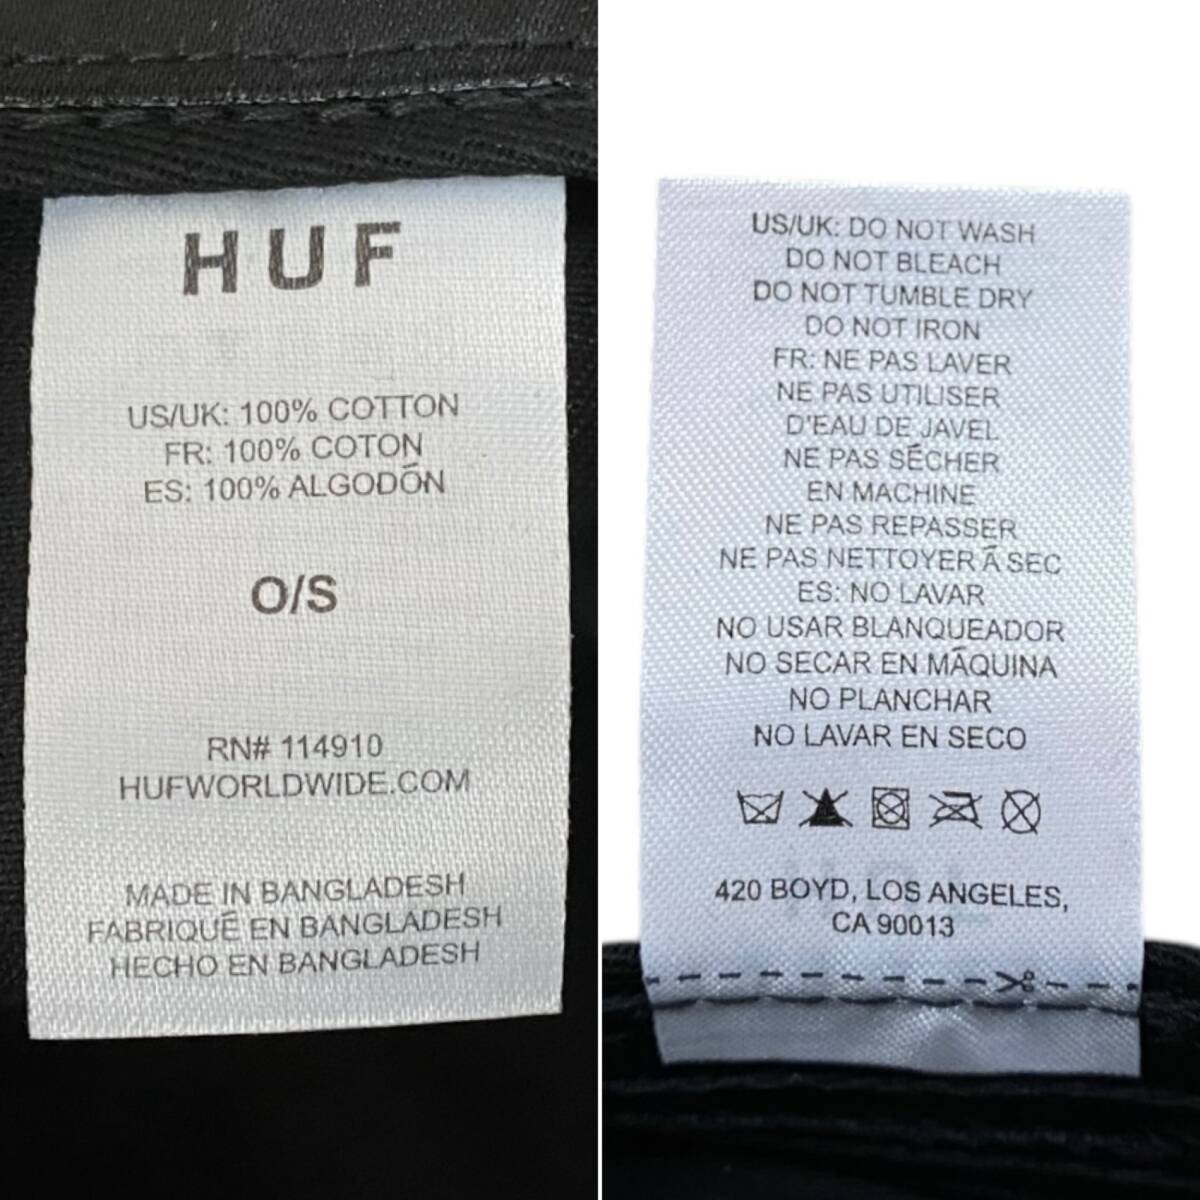 HUF
US/UK: 100% COTTON
FR: 100% COTON
ES: 100% ALGODÓN
O/S
RN# 114910
HUFWORLDWIDE.COM
MADE IN BANGLADESH
FABRIQUÉ EN BANGLADESH
HECHO EN BANGLADESH
US/UK: DO NOT WASH
DO NOT BLEACH
DO NOT TUMBLE DRY
DO NOT IRON
FR: NE PAS LAVER
NE PAS UTILISER
D'EAU DE JAVEL
NE PAS SÉCHER
EN MACHINE
NE PAS REPASSER
NE PAS NETTOYER Á SEC
ES: NO LAVAR
NO USAR BLANQUEADOR
NO SECAR EN MÁQUINA
NO PLANCHAR
NO LAVAR EN SECO
420 BOYD, LOS ANGELES,
CA 90013